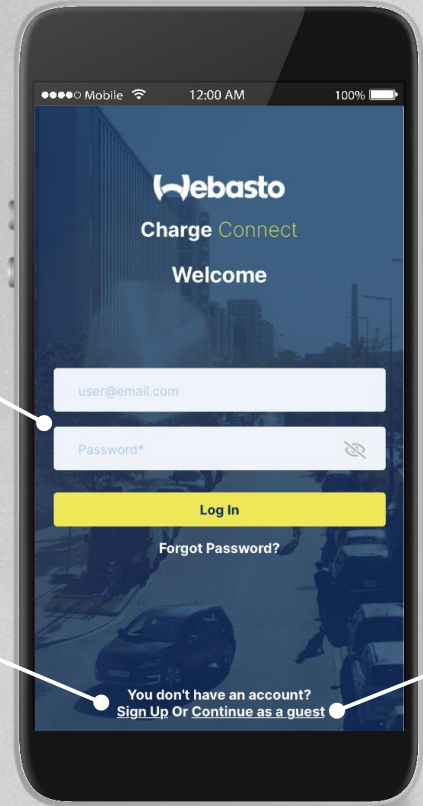 Mobile 12:00 AM 100%
Webasto
Charge Connect
Welcome
user@email.com
Password*
Log In
Forgot Password?
You don't have an account?
Sign Up Or Continue as a guest